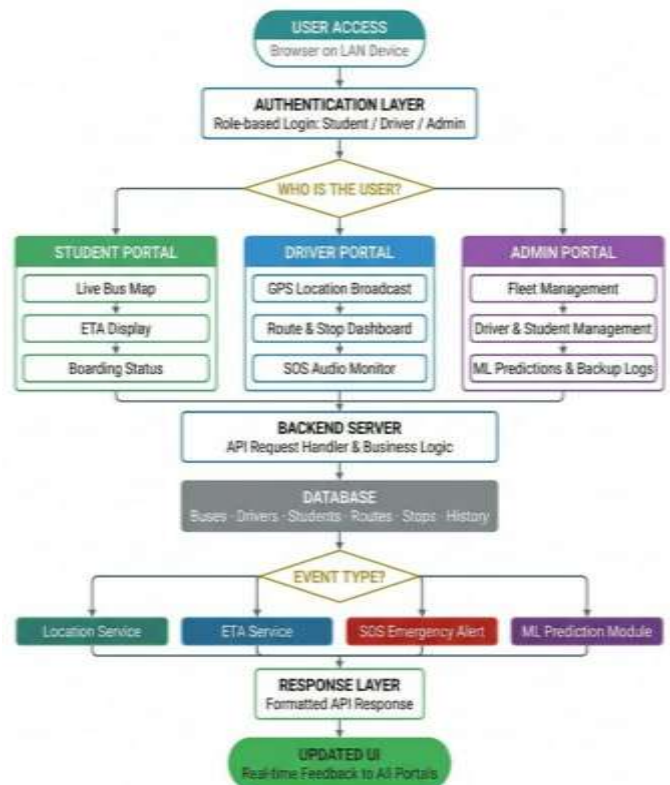 USER ACCESS
Browser on LAN Device
AUTHENTICATION LAYER
Role-based Login: Student / Driver / Admin
WHO IS THE USER?
STUDENT PORTAL
Live Bus Map
ETA Display
Boarding Status
DRIVER PORTAL
GPS Location Broadcast
Route & Stop Dashboard
SOS Audio Monitor
ADMIN PORTAL
Fleet Management
Driver & Student Management
ML Predictions & Backup Logs
BACKEND SERVER
API Request Handler & Business Logic
DATABASE
Buses · Drivers · Students · Routes · Stops · History
EVENT TYPE?
Location Service
ETA Service
SOS Emergency Alert
ML Prediction Module
RESPONSE LAYER
Formatted API Response
UPDATED UI
Real-time Feedback to All Portals